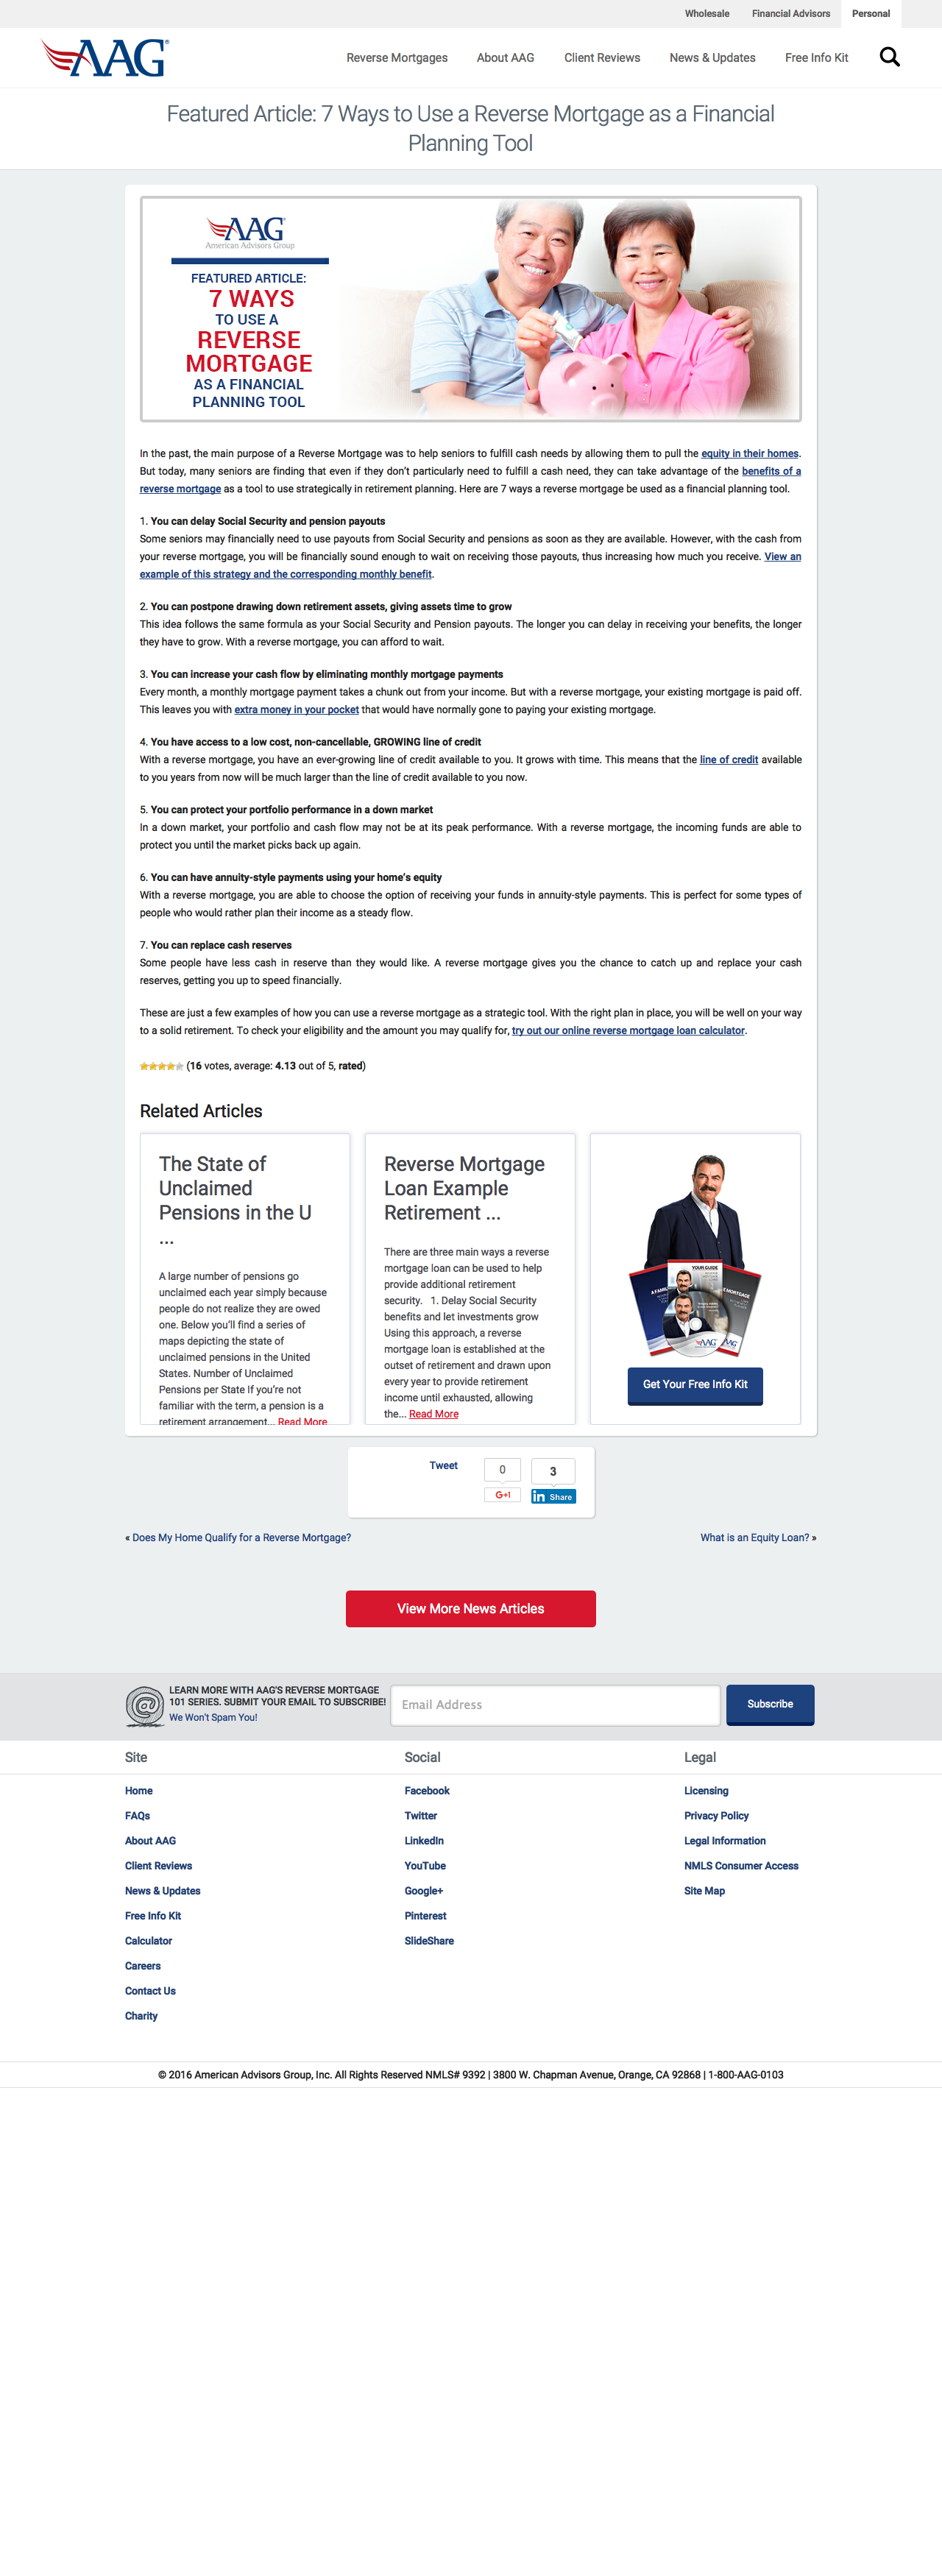 Wholesale Financial Advisors Personal
AAG®
Reverse Mortgages About AAG Client Reviews News & Updates Free Info Kit
Featured Article: 7 Ways to Use a Reverse Mortgage as a Financial
Planning Tool
AAG®
American Advisors Group
FEATURED ARTICLE:
7 WAYS
TO USE A
REVERSE
MORTGAGE
AS A FINANCIAL
PLANNING TOOL
In the past, the main purpose of a Reverse Mortgage was to help seniors to fulfill cash needs by allowing them to pull the equity in their homes.
But today, many seniors are finding that even if they don't particularly need to fulfill a cash need, they can take advantage of the benefits of a
reverse mortgage as a tool to use strategically in retirement planning. Here are 7 ways a reverse mortgage be used as a financial planning tool.
1. You can delay Social Security and pension payouts
Some seniors may financially need to use payouts from Social Security and pensions as soon as they are available. However, with the cash from
your reverse mortgage, you will be financially sound enough to wait on receiving those payouts, thus increasing how much you receive. View an
example of this strategy and the corresponding monthly benefit.
2. You can postpone drawing down retirement assets, giving assets time to grow
This idea follows the same formula as your Social Security and Pension payouts. The longer you can delay in receiving your benefits, the longer
they have to grow. With a reverse mortgage, you can afford to wait.
3. You can increase your cash flow by eliminating monthly mortgage payments
Every month, a monthly mortgage payment takes a chunk out from your income. But with a reverse mortgage, your existing mortgage is paid off.
This leaves you with extra money in your pocket that would have normally gone to paying your existing mortgage.
4. You have access to a low cost, non-cancellable, GROWING line of credit
With a reverse mortgage, you have an ever-growing line of credit available to you. It grows with time. This means that the line of credit available
to you years from now will be much larger than the line of credit available to you now.
5. You can protect your portfolio performance in a down market
In a down market, your portfolio and cash flow may not be at its peak performance. With a reverse mortgage, the incoming funds are able to
protect you until the market picks back up again.
6. You can have annuity-style payments using your home's equity
With a reverse mortgage, you are able to choose the option of receiving your funds in annuity-style payments. This is perfect for some types of
people who would rather plan their income as a steady flow.
7. You can replace cash reserves
Some people have less cash in reserve than they would like. A reverse mortgage gives you the chance to catch up and replace your cash
reserves, getting you up to speed financially.
These are just a few examples of how you can use a reverse mortgage as a strategic tool. With the right plan in place, you will be well on your way
to a solid retirement. To check your eligibility and the amount you may qualify for, try out our online reverse mortgage loan calculator.
(16 votes, average: 4.13 out of 5, rated)
Related Articles
The State of
Unclaimed
Pensions in the U
...
A large number of pensions go
unclaimed each year simply because
people do not realize they are owed
one. Below you'll find a series of
maps depicting the state of
unclaimed pensions in the United
States. Number of Unclaimed
Pensions per State If you're not
familiar with the term, a pension is a
retirement arrangement... Read More
Reverse Mortgage
Loan Example
Retirement ...
There are three main ways a reverse
mortgage loan can be used to help
provide additional retirement
security. 1. Delay Social Security
benefits and let investments grow
Using this approach, a reverse
mortgage loan is established at the
outset of retirement and drawn upon
every year to provide retirement
income until exhausted, allowing
the... Read More
YOUR GUIDE
AAG
AAG
Get Your Free Info Kit
Tweet
0
G+1
3
in Share
« Does My Home Qualify for a Reverse Mortgage?
What is an Equity Loan? »
View More News Articles
@
LEARN MORE WITH AAG'S REVERSE MORTGAGE
101 SERIES. SUBMIT YOUR EMAIL TO SUBSCRIBE!
We Won't Spam You!
Email Address
Subscribe
Site
Home
FAQs
About AAG
Client Reviews
News & Updates
Free Info Kit
Calculator
Careers
Contact Us
Charity
Social
Facebook
Twitter
LinkedIn
YouTube
Google+
Pinterest
SlideShare
Legal
Licensing
Privacy Policy
Legal Information
NMLS Consumer Access
Site Map
© 2016 American Advisors Group, Inc. All Rights Reserved NMLS# 9392 | 3800 W. Chapman Avenue, Orange, CA 92868 | 1-800-AAG-0103